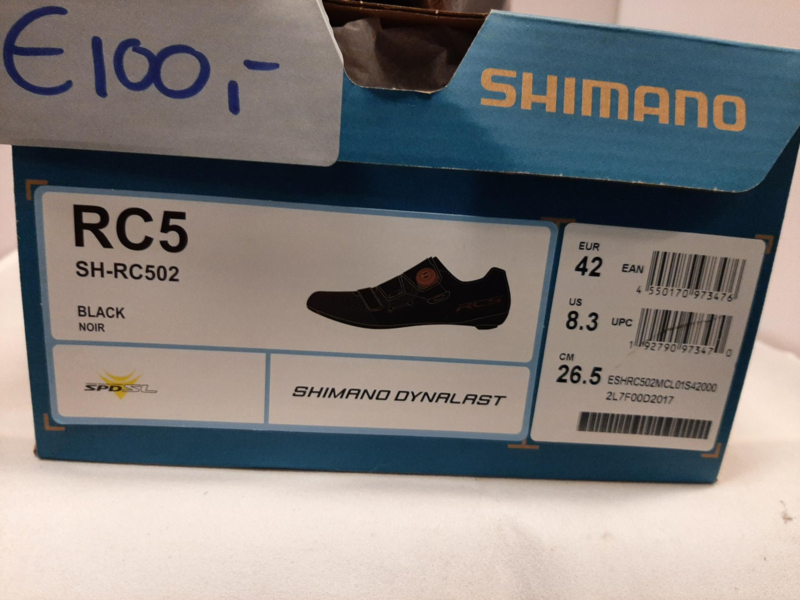 €100,-
SHIMANO
RC5
SH-RC502
BLACK
NOIR
RC5
SPD-SL
SHIMANO DYNALAST
EUR
42
EAN
4 550170 973476
US
8.3
UPC
1 92790 97347 0
CM
26.5
ESHRC502MCL01S42000
2L7F00D2017